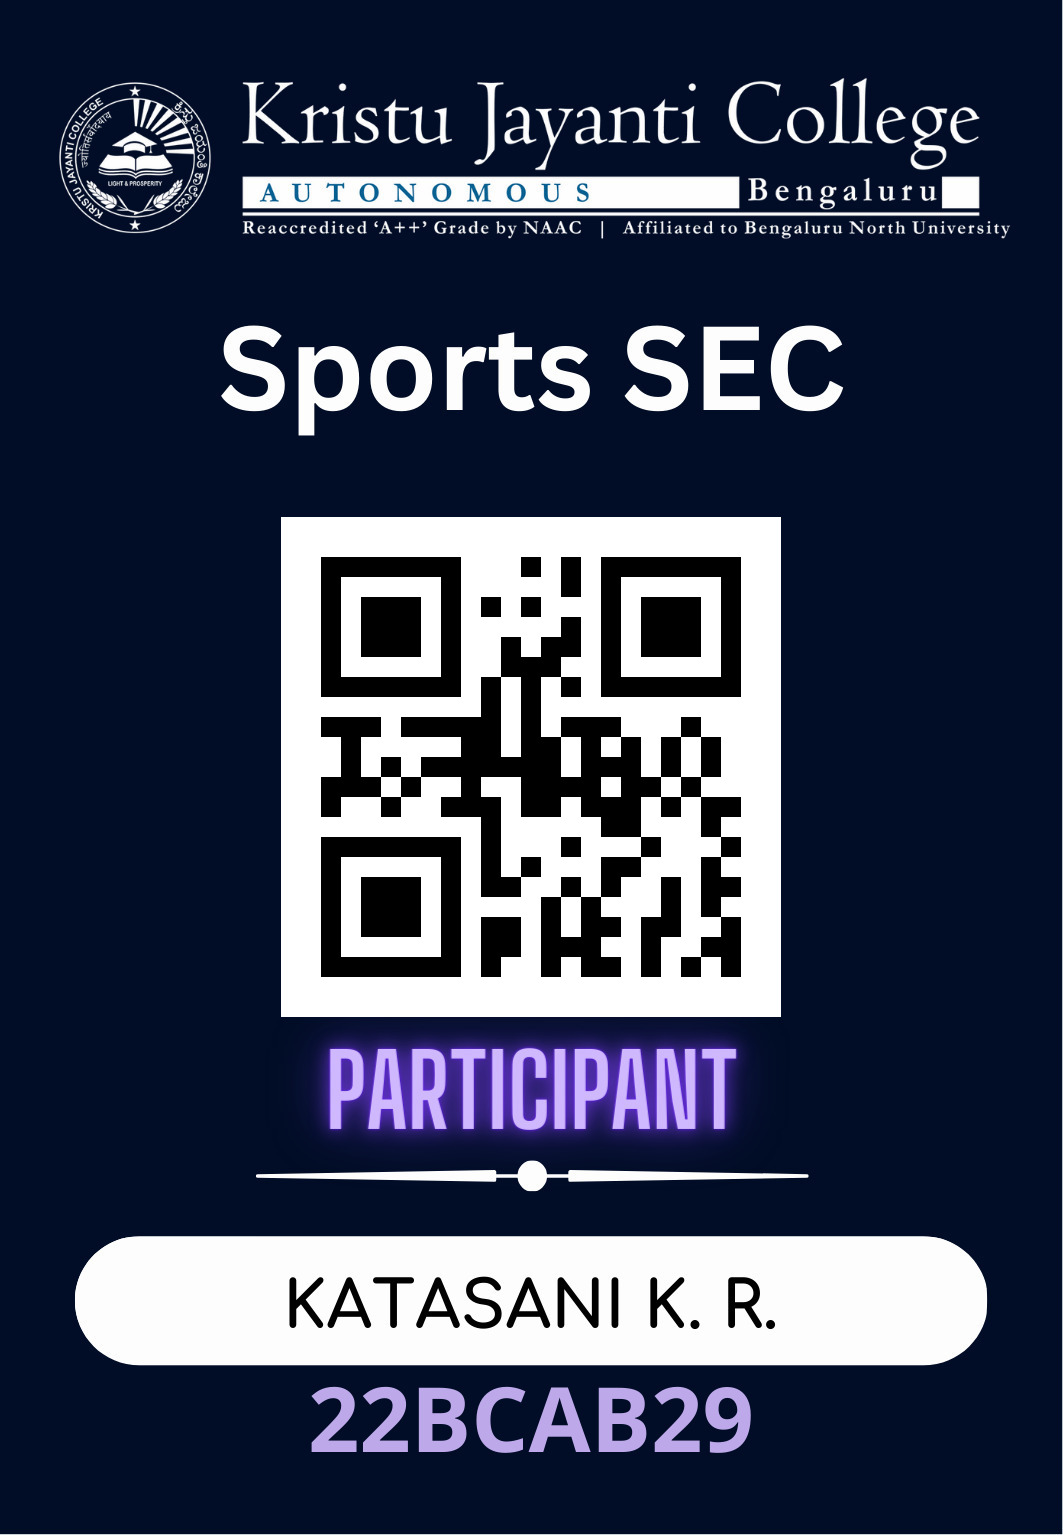 KRISTU JAYANTI COLLEGE
ಕ್ರಿಸ್ತು ಜಯಂತಿ ಕಾಲೇಜು
LIGHT & PROSPERITY
Kristu Jayanti College
AUTONOMOUS Bengaluru
Reaccredited ‘A++’ Grade by NAAC | Affiliated to Bengaluru North University
Sports SEC
PARTICIPANT
KATASANI K. R.
22BCAB29